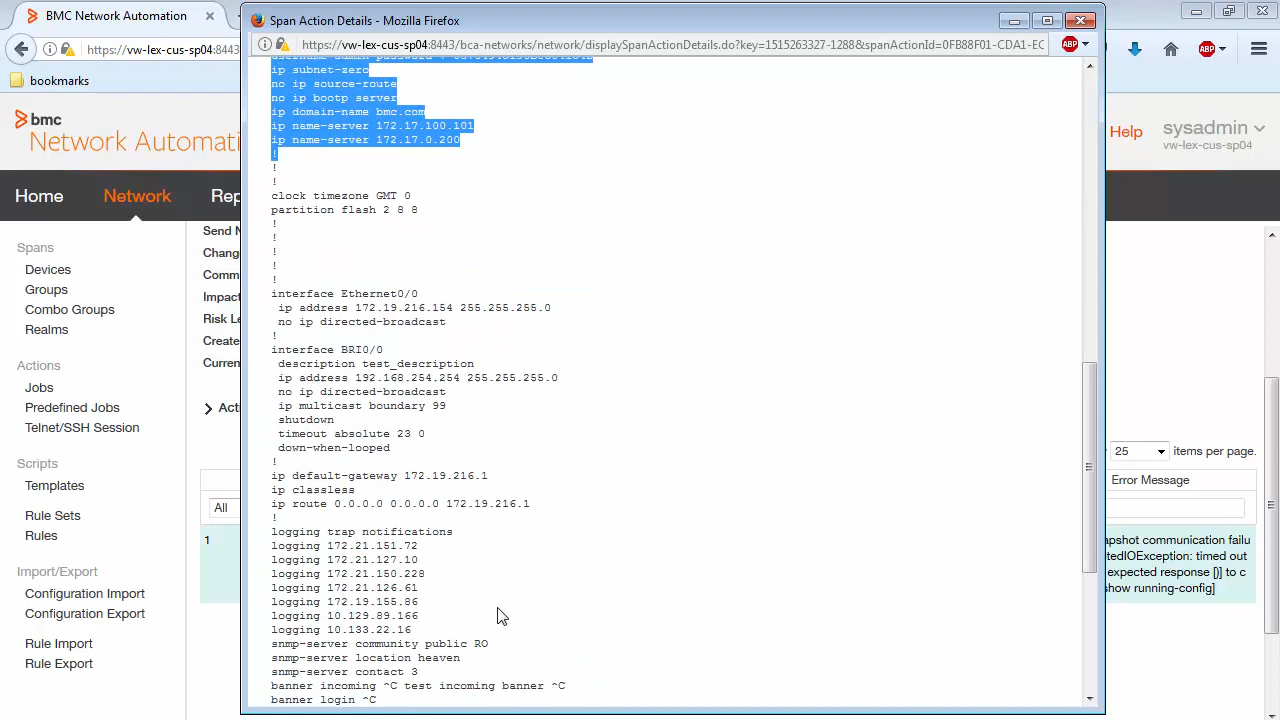 BMC Network Automation
https://vw-lex-cus-sp04:8443
bookmarks
bmc
Network Automation
Home
Network
Rep
Spans
Devices
Groups
Combo Groups
Realms
Actions
Jobs
Predefined Jobs
Telnet/SSH Session
Scripts
Templates
Rule Sets
Rules
Import/Export
Configuration Import
Configuration Export
Rule Import
Rule Export
Send N
Change
Comm
Impact
Risk Le
Create
Curren
Acti
All
1
Span Action Details - Mozilla Firefox
https://vw-lex-cus-sp04:8443/bca-networks/network/displaySpanActionDetails.do?key=1515261327-1288&spanActionId=0FB88F01-CDA1-EC
ABP
ip subnet-zero
no ip source-route
no ip bootp server
ip domain-name bmc.com
ip name-server 172.17.100.101
ip name-server 172.17.0.200
!
!
!
clock timezone GMT 0
partition flash 2 8 8
!
!
!
!
!
interface Ethernet0/0
ip address 172.19.216.154 255.255.255.0
no ip directed-broadcast
!
interface BRI0/0
description test_description
ip address 192.168.254.254 255.255.255.0
no ip directed-broadcast
ip multicast boundary 99
shutdown
timeout absolute 23 0
down-when-looped
!
ip default-gateway 172.19.216.1
ip classless
ip route 0.0.0.0 0.0.0.0 172.19.216.1
!
logging trap notifications
logging 172.21.151.72
logging 172.21.127.10
logging 172.21.150.228
logging 172.21.126.61
logging 172.19.155.86
logging 10.129.89.166
logging 10.133.22.16
snmp-server community public RO
snmp-server location heaven
snmp-server contact 3
banner incoming ^C test incoming banner ^C
banner login ^C
ABP
Help
sysadmin
vw-lex-cus-sp04
25 items per page.
Error Message
apshot communication failu
tedIOException: timed out
expected response [)] to c
show running-config]